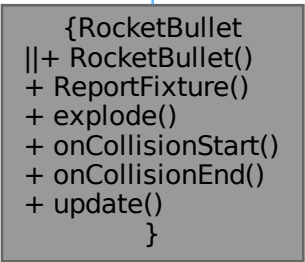 {RocketBullet
||+ RocketBullet()
+ ReportFixture()
+ explode()
+ onCollisionStart()
+ onCollisionEnd()
+ update()
}